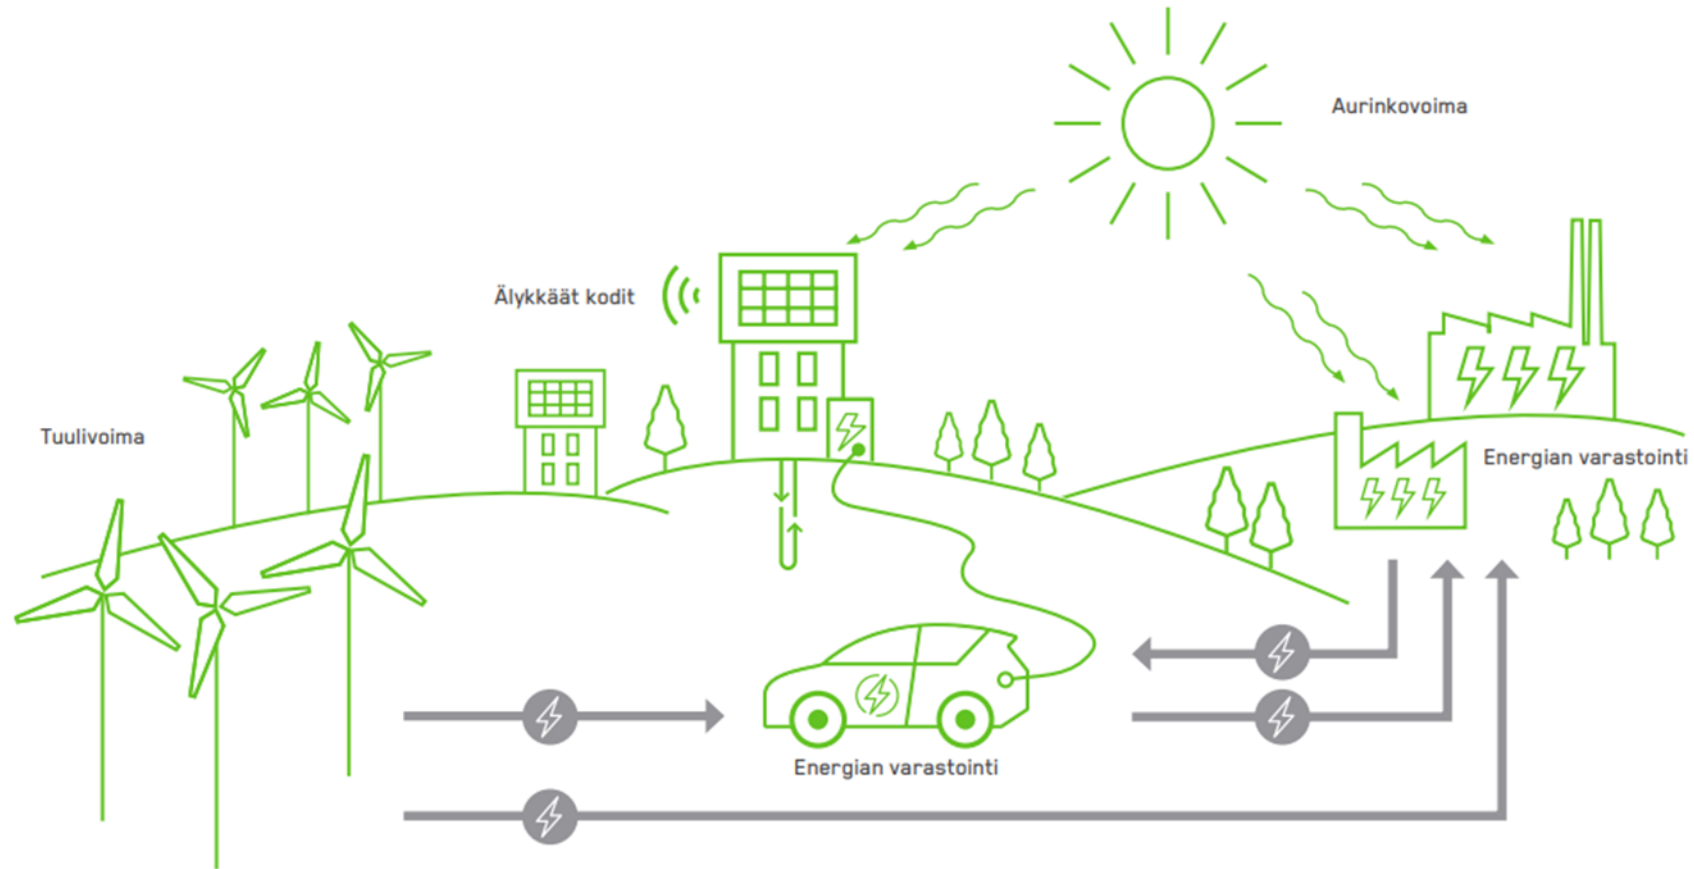 Aurinkovoima
Älykkäät kodit
Tuulivoima
Energian varastointi
Energian varastointi